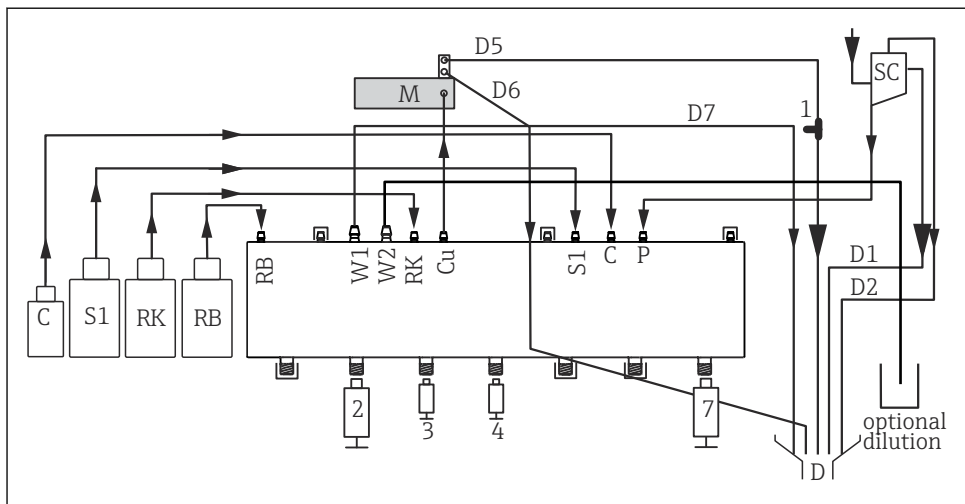 D5
SC
M
D6
D7
1
RB
W1
W2
RK
Cu
S1
C
P
D1
D2
C
S1
RK
RB
2
3
4
7
optional
dilution
D